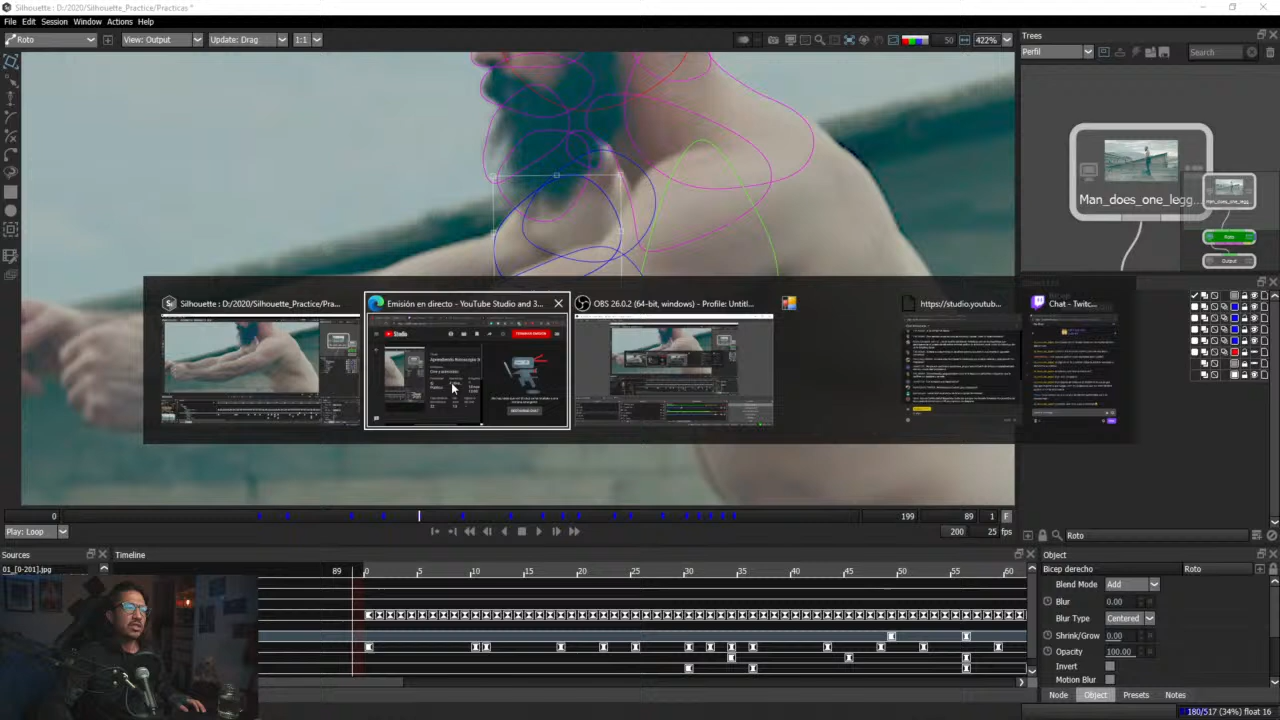 Silhouette : D:/2020/Silhouette_Practice/Practicas *
File Edit Session Window Actions Help
Roto
View: Output
Update: Drag
1:1
50
422%
Trees
Perfil
Search
Man_does_one_legg...
Man_does_one_leg...
Roto
Output
Silhouette : D:/2020/Silhouette_Practice/Pra...
Emisión en directo - YouTube Studio and 3...
OBS 26.0.2 (64-bit, windows) - Profile: Untitl...
https://studio.youtub...
Chat - Twitc...
Studio
0
199
89
1
F
Play: Loop
200
25
fps
Roto
Sources
Timeline
Object
01_[0-201].jpg
89
0
5
10
15
20
25
30
35
40
45
50
55
60
Bicep derecho
Roto
Blend Mode
Add
Blur
0.00
Blur Type
Centered
Shrink/Grow
0.00
Opacity
100.00
Invert
Motion Blur
Node
Object
Presets
Notes
180/517 (34%) float 16